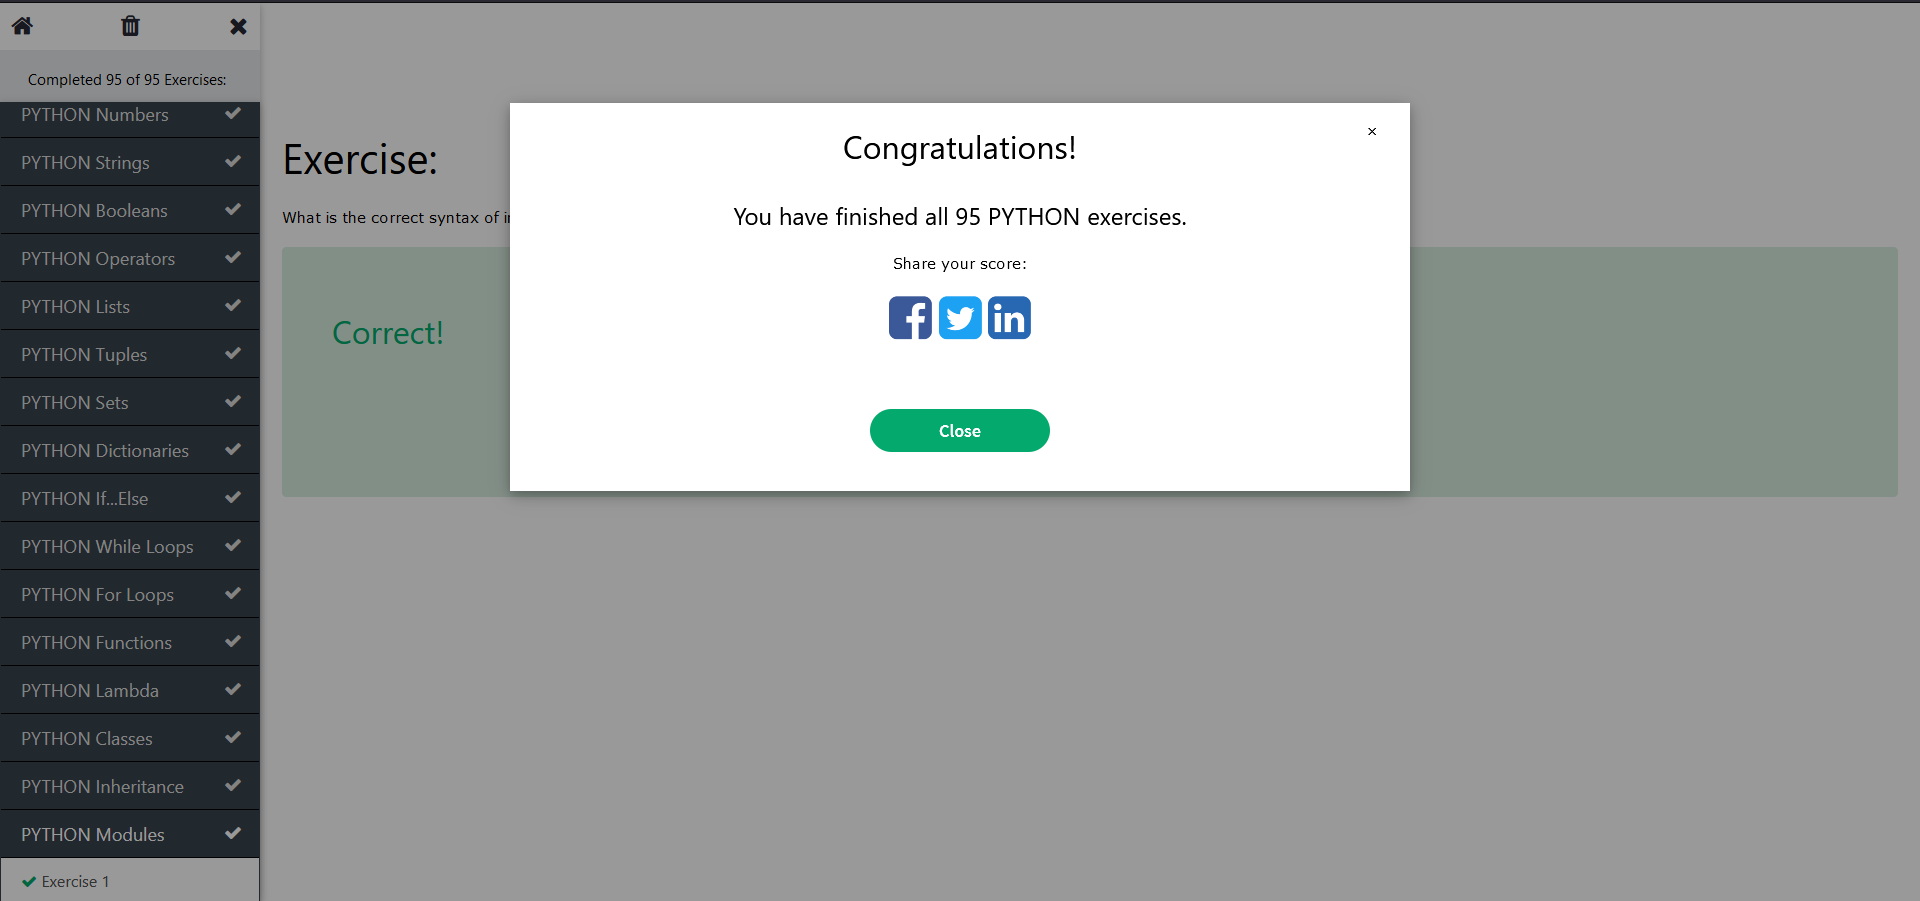 Completed 95 of 95 Exercises:
PYTHON Numbers
PYTHON Strings
PYTHON Booleans
PYTHON Operators
PYTHON Lists
PYTHON Tuples
PYTHON Sets
PYTHON Dictionaries
PYTHON If...Else
PYTHON While Loops
PYTHON For Loops
PYTHON Functions
PYTHON Lambda
PYTHON Classes
PYTHON Inheritance
PYTHON Modules
Exercise 1
Exercise:
What is the correct syntax of
Correct!
×
Congratulations!
You have finished all 95 PYTHON exercises.
Share your score:
Close